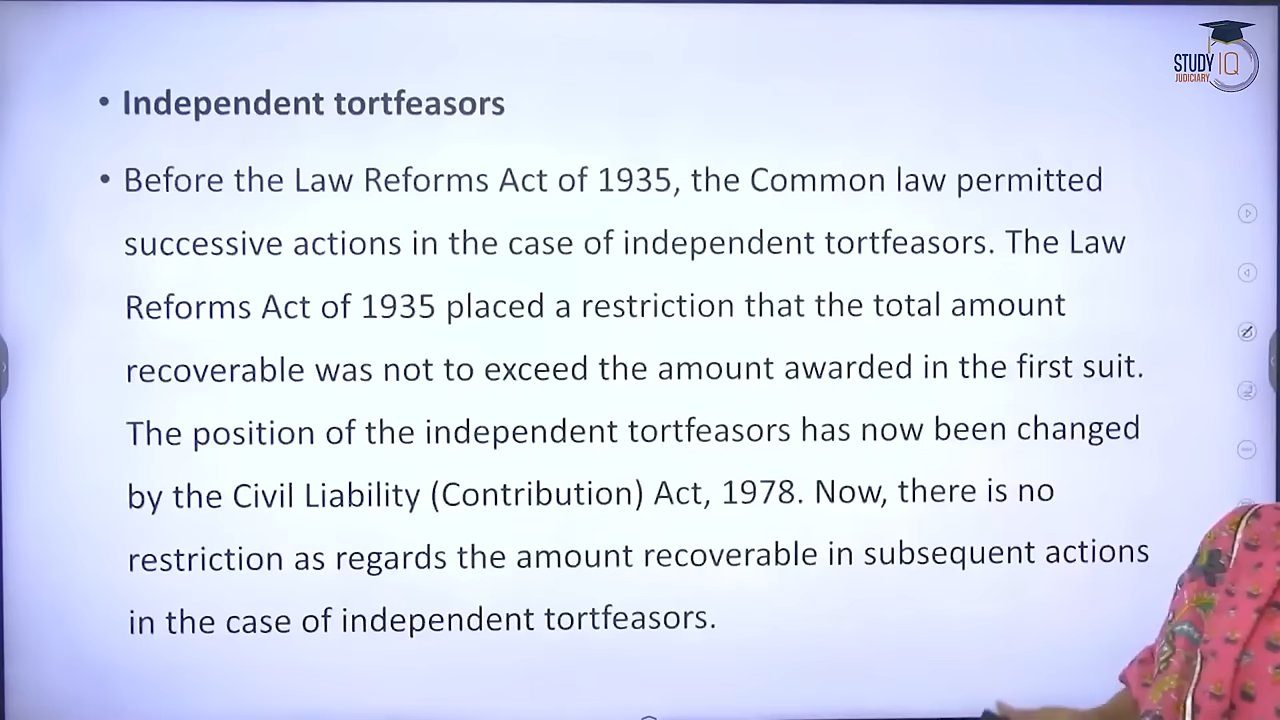 STUDY IQ
JUDICIARY
• Independent tortfeasors
• Before the Law Reforms Act of 1935, the Common law permitted
successive actions in the case of independent tortfeasors. The Law
Reforms Act of 1935 placed a restriction that the total amount
recoverable was not to exceed the amount awarded in the first suit.
The position of the independent tortfeasors has now been changed
by the Civil Liability (Contribution) Act, 1978. Now, there is no
restriction as regards the amount recoverable in subsequent actions
in the case of independent tortfeasors.